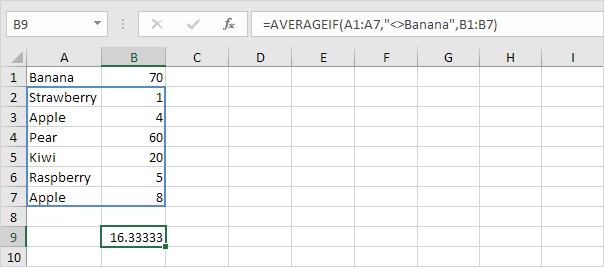 B9 fx =AVERAGEIF(A1:A7,"<>Banana",B1:B7)
A B C D E F G H I
1 Banana 70
2 Strawberry 1
3 Apple 4
4 Pear 60
5 Kiwi 20
6 Raspberry 5
7 Apple 8
8
9 16.33333
10